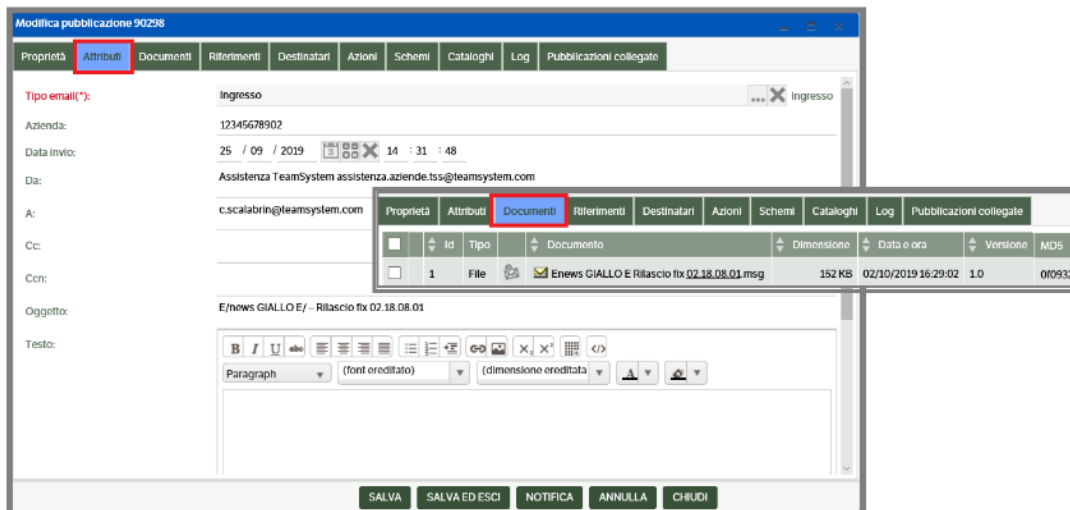 Modifica pubblicazione 90298
Proprietà Attributi Documenti Riferimenti Destinatari Azioni Schemi Cataloghi Log Pubblicazioni collegate
Tipo email(*): Ingresso ... Ingresso
Azienda: 12345678902
Data invio: 25 / 09 / 2019 14 : 31 : 48
Da: Assistenza TeamSystem assistenza.aziende.tss@teamsystem.com
A: c.scalabrin@teamsystem.com
Proprietà Attributi Documenti Riferimenti Destinatari Azioni Schemi Cataloghi Log Pubblicazioni collegate
Id Tipo Documento Dimensione Data e ora Versione MD5
1 File Enews GIALLO E Rilascio fix 02.18.08.01.msg 152 KB 02/10/2019 16:29:02 1.0 0f0932
Cc:
Ccn:
Oggetto: E/news GIALLO E/ – Rilascio fix 02.18.08.01
Testo:
B I U abc X, X²
Paragraph (font ereditato) (dimensione ereditata A
SALVA SALVA ED ESCI NOTIFICA ANNULLA CHIUDI